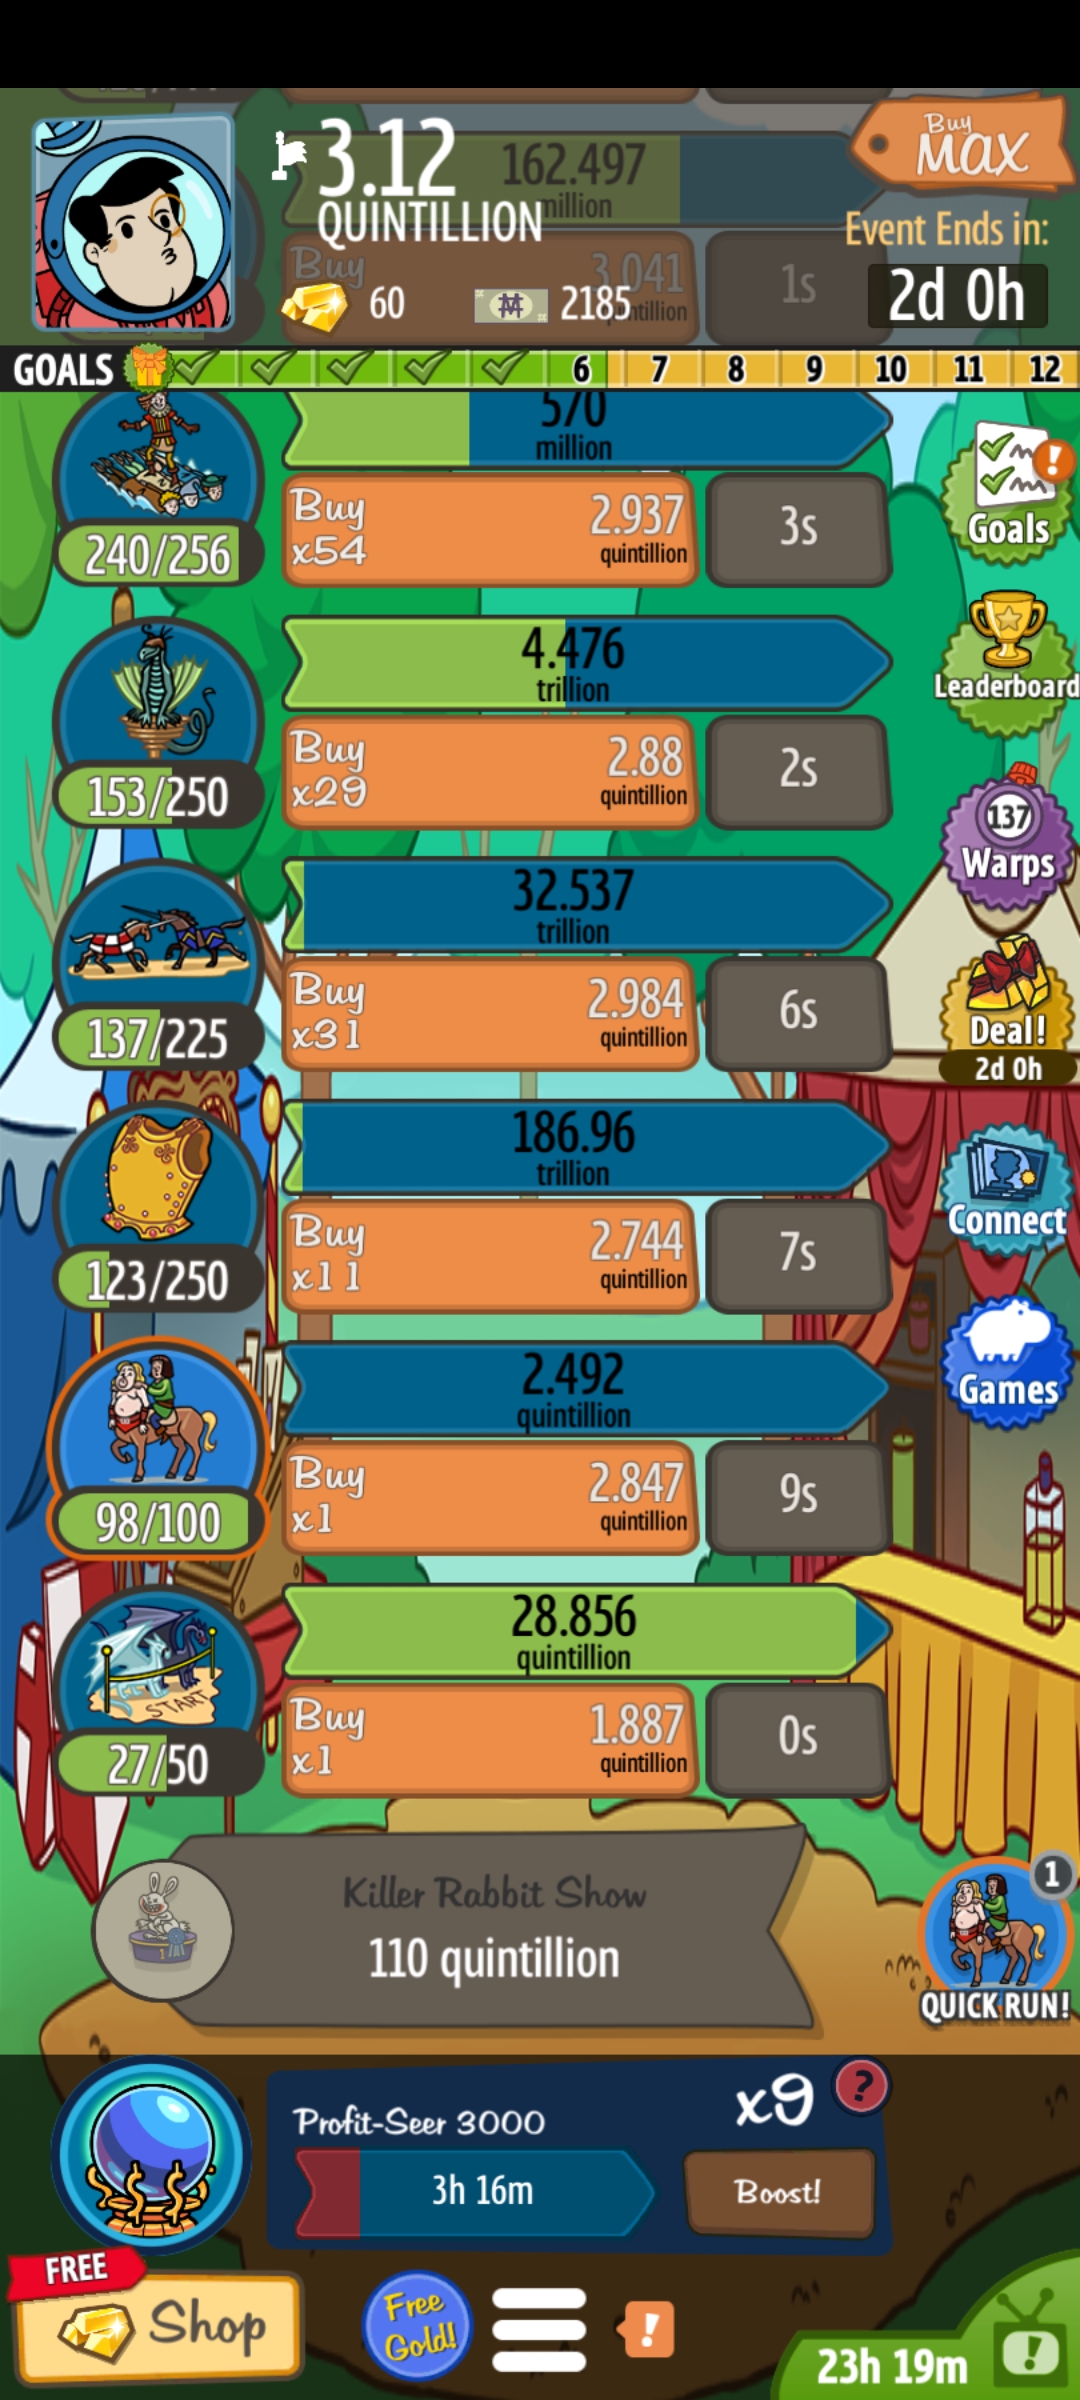 3.12
QUINTILLION
162.497
million
Buy
MAX
Event Ends in:
2d 0h
Buy
3.041
quintillion
1s
60
2185
GOALS
6 7 8 9 10 11 12
570
million
240/256
Buy
x54
2.937
quintillion
3s
Goals
4.476
trillion
153/250
Buy
x29
2.88
quintillion
2s
Leaderboard
137
Warps
32.537
trillion
137/225
Buy
x31
2.984
quintillion
6s
Deal!
2d 0h
186.96
trillion
123/250
Buy
x11
2.744
quintillion
7s
Connect
2.492
quintillion
98/100
Buy
x1
2.847
quintillion
9s
Games
28.856
quintillion
START
27/50
Buy
x1
1.887
quintillion
0s
Killer Rabbit Show
110 quintillion
1
QUICK RUN!
Profit-Seer 3000
x9
?
3h 16m
Boost!
FREE
Shop
Free
Gold!
!
23h 19m
!